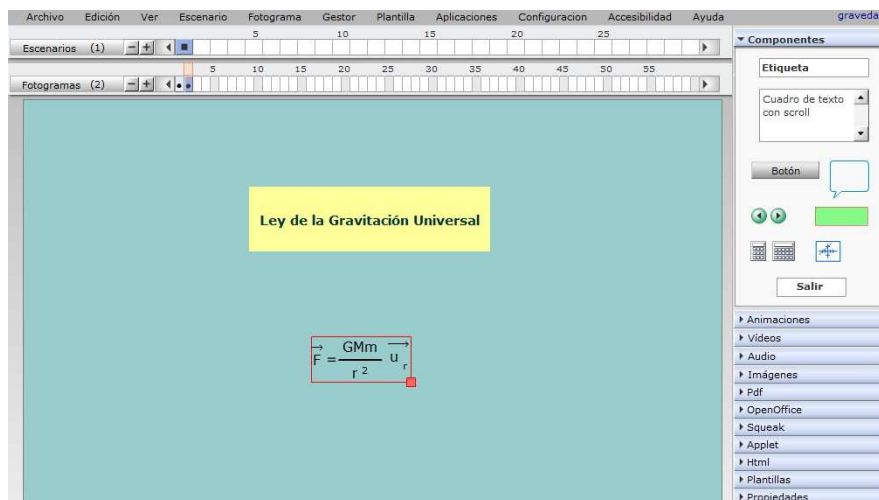 Archivo Edición Ver Escenario Fotograma Gestor Plantilla Aplicaciones Configuracion Accesibilidad Ayuda graveda
5 10 15 20 25
Escenarios (1) - +
5 10 15 20 25 30 35 40 45 50 55
Fotogramas (2) - +
Ley de la Gravitación Universal
F = GMm / r 2 u r
Componentes
Etiqueta
Cuadro de texto
con scroll
Botón
Salir
Animaciones
Vídeos
Audio
Imágenes
Pdf
OpenOffice
Squeak
Applet
Html
Plantillas
Propiedades